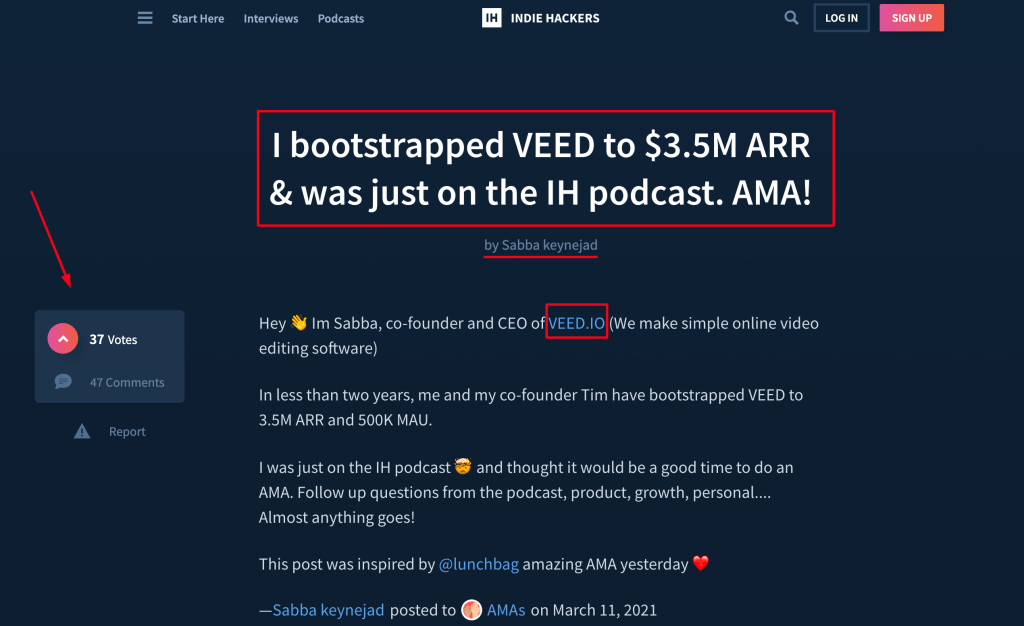 Start Here Interviews Podcasts IH INDIE HACKERS LOG IN SIGN UP
I bootstrapped VEED to $3.5M ARR
& was just on the IH podcast. AMA!
by Sabba keynejad
37 Votes
47 Comments
Report
Hey 👋 Im Sabba, co-founder and CEO of VEED.IO (We make simple online video
editing software)
In less than two years, me and my co-founder Tim have bootstrapped VEED to
3.5M ARR and 500K MAU.
I was just on the IH podcast 🤯 and thought it would be a good time to do an
AMA. Follow up questions from the podcast, product, growth, personal....
Almost anything goes!
This post was inspired by @lunchbag amazing AMA yesterday ❤️
—Sabba keynejad posted to AMAs on March 11, 2021